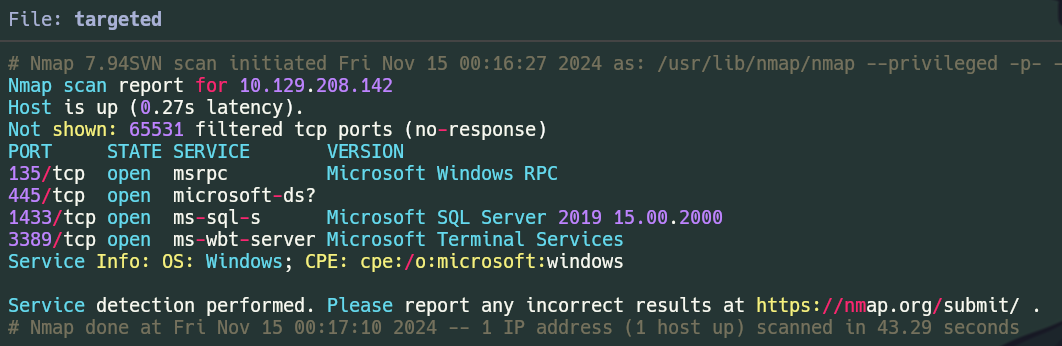 File: targeted
# Nmap 7.94SVN scan initiated Fri Nov 15 00:16:27 2024 as: /usr/lib/nmap/nmap --privileged -p- -
Nmap scan report for 10.129.208.142
Host is up (0.27s latency).
Not shown: 65531 filtered tcp ports (no-response)
PORT     STATE SERVICE       VERSION
135/tcp  open  msrpc         Microsoft Windows RPC
445/tcp  open  microsoft-ds?
1433/tcp open  ms-sql-s      Microsoft SQL Server 2019 15.00.2000
3389/tcp open  ms-wbt-server Microsoft Terminal Services
Service Info: OS: Windows; CPE: cpe:/o:microsoft:windows
Service detection performed. Please report any incorrect results at https://nmap.org/submit/ .
# Nmap done at Fri Nov 15 00:17:10 2024 -- 1 IP address (1 host up) scanned in 43.29 seconds